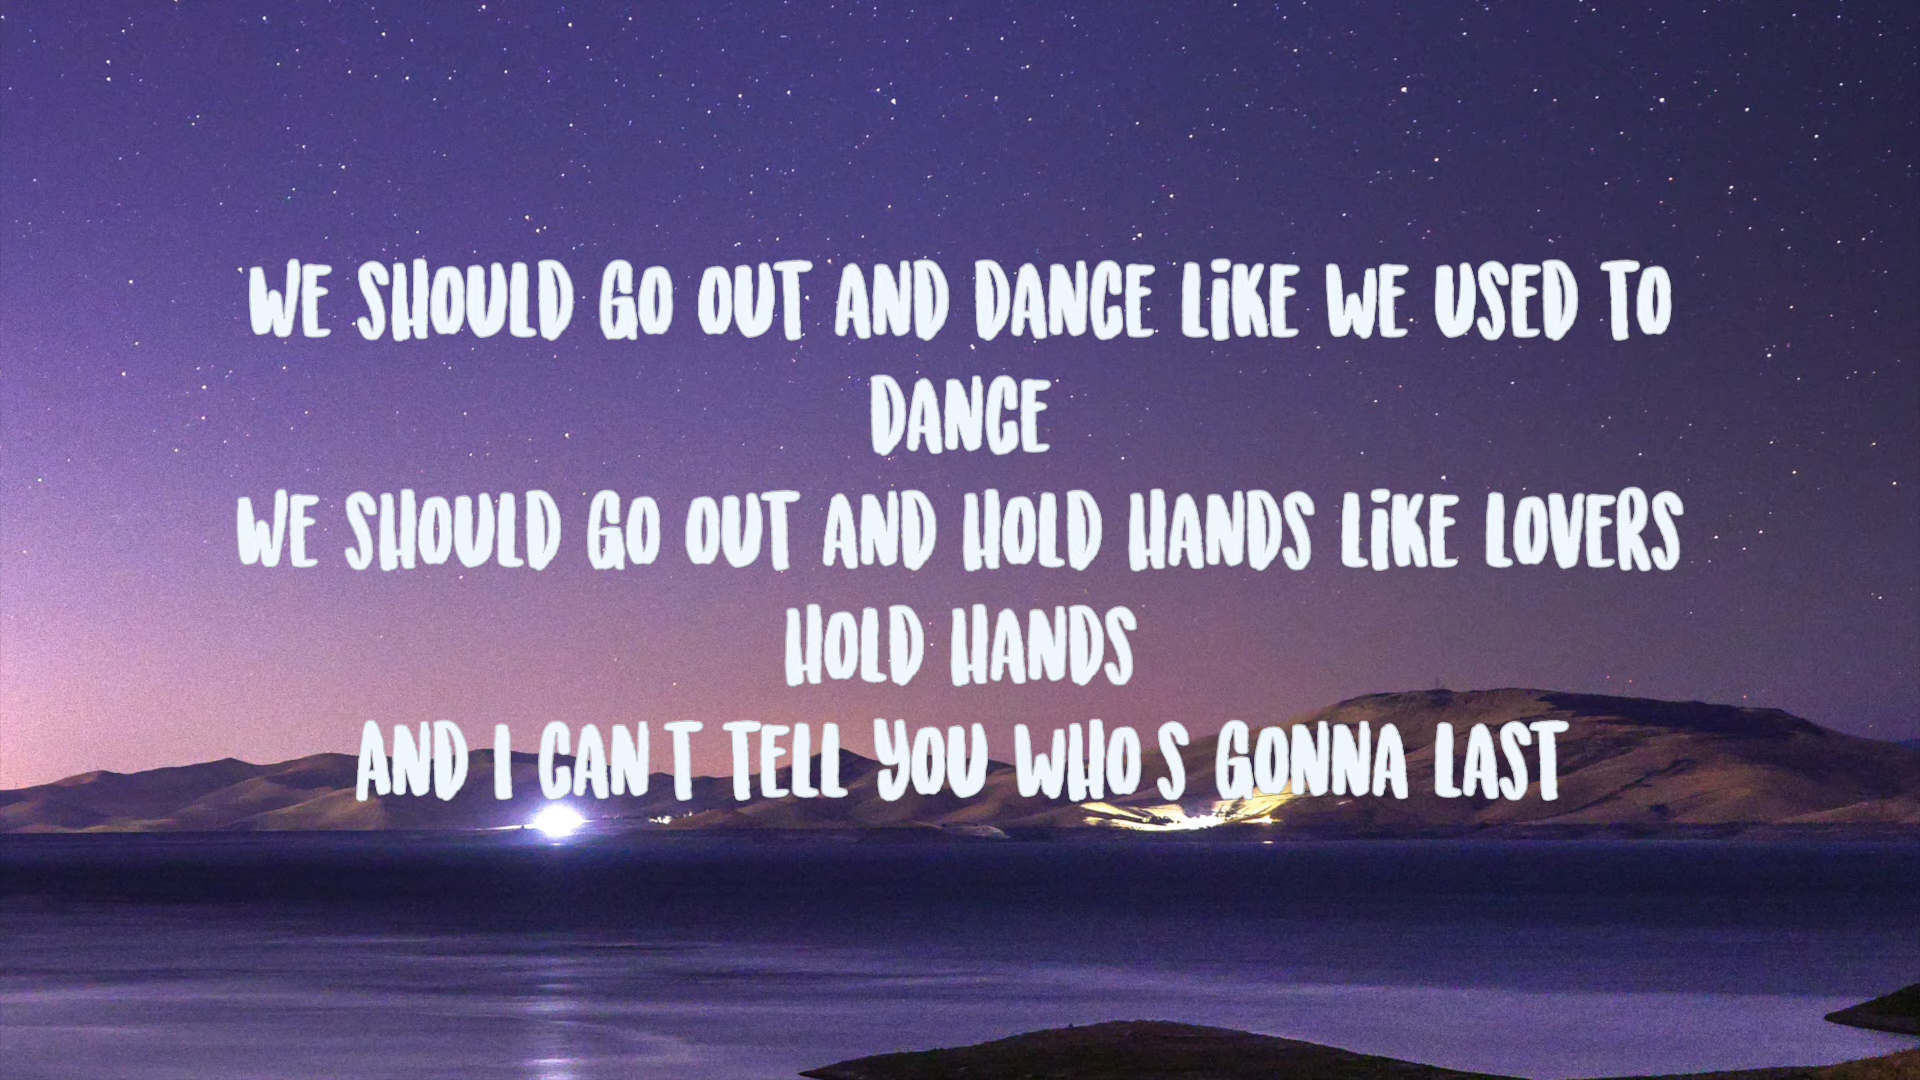 WE SHOULD GO OUT AND DANCE LIKE WE USED TO
DANCE
WE SHOULD GO OUT AND HOLD HANDS LIKE LOVERS
HOLD HANDS
AND I CAN T TELL YOU WHO S GONNA LAST